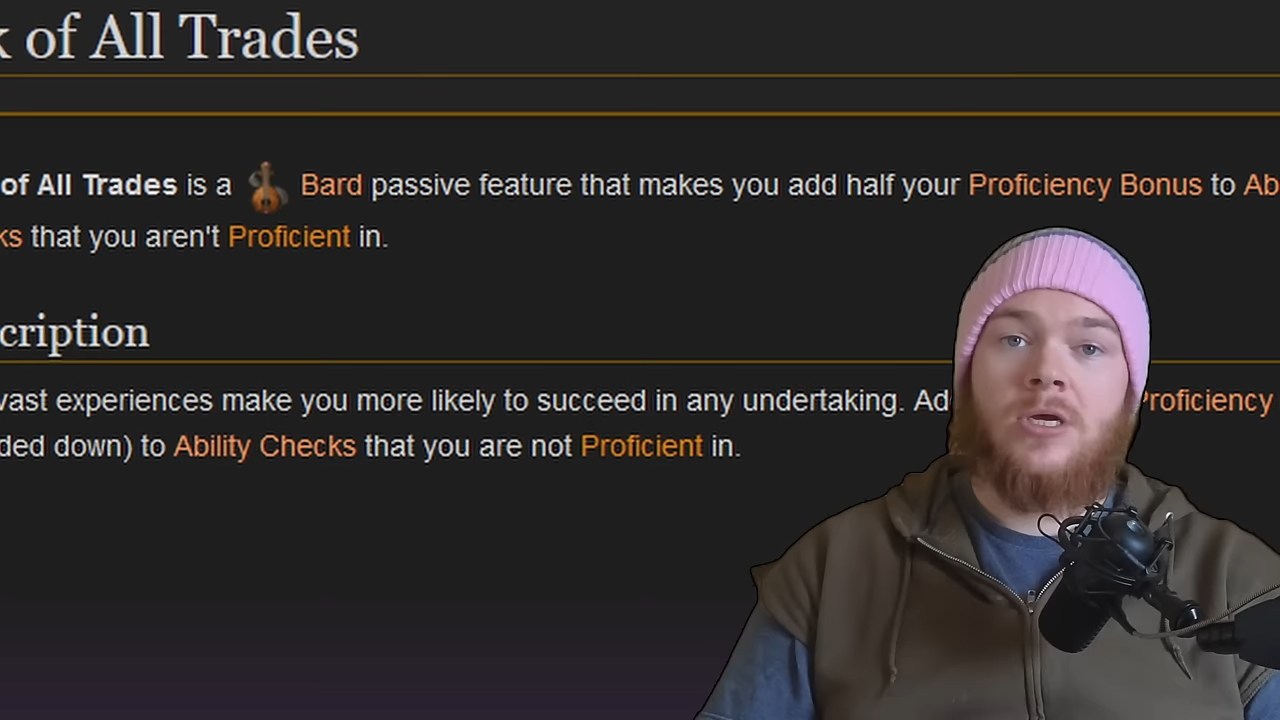 k of All Trades
of All Trades is a Bard passive feature that makes you add half your Proficiency Bonus to Ab
ks that you aren't Proficient in.
cription
vast experiences make you more likely to succeed in any undertaking. Ad Proficiency
ded down) to Ability Checks that you are not Proficient in.